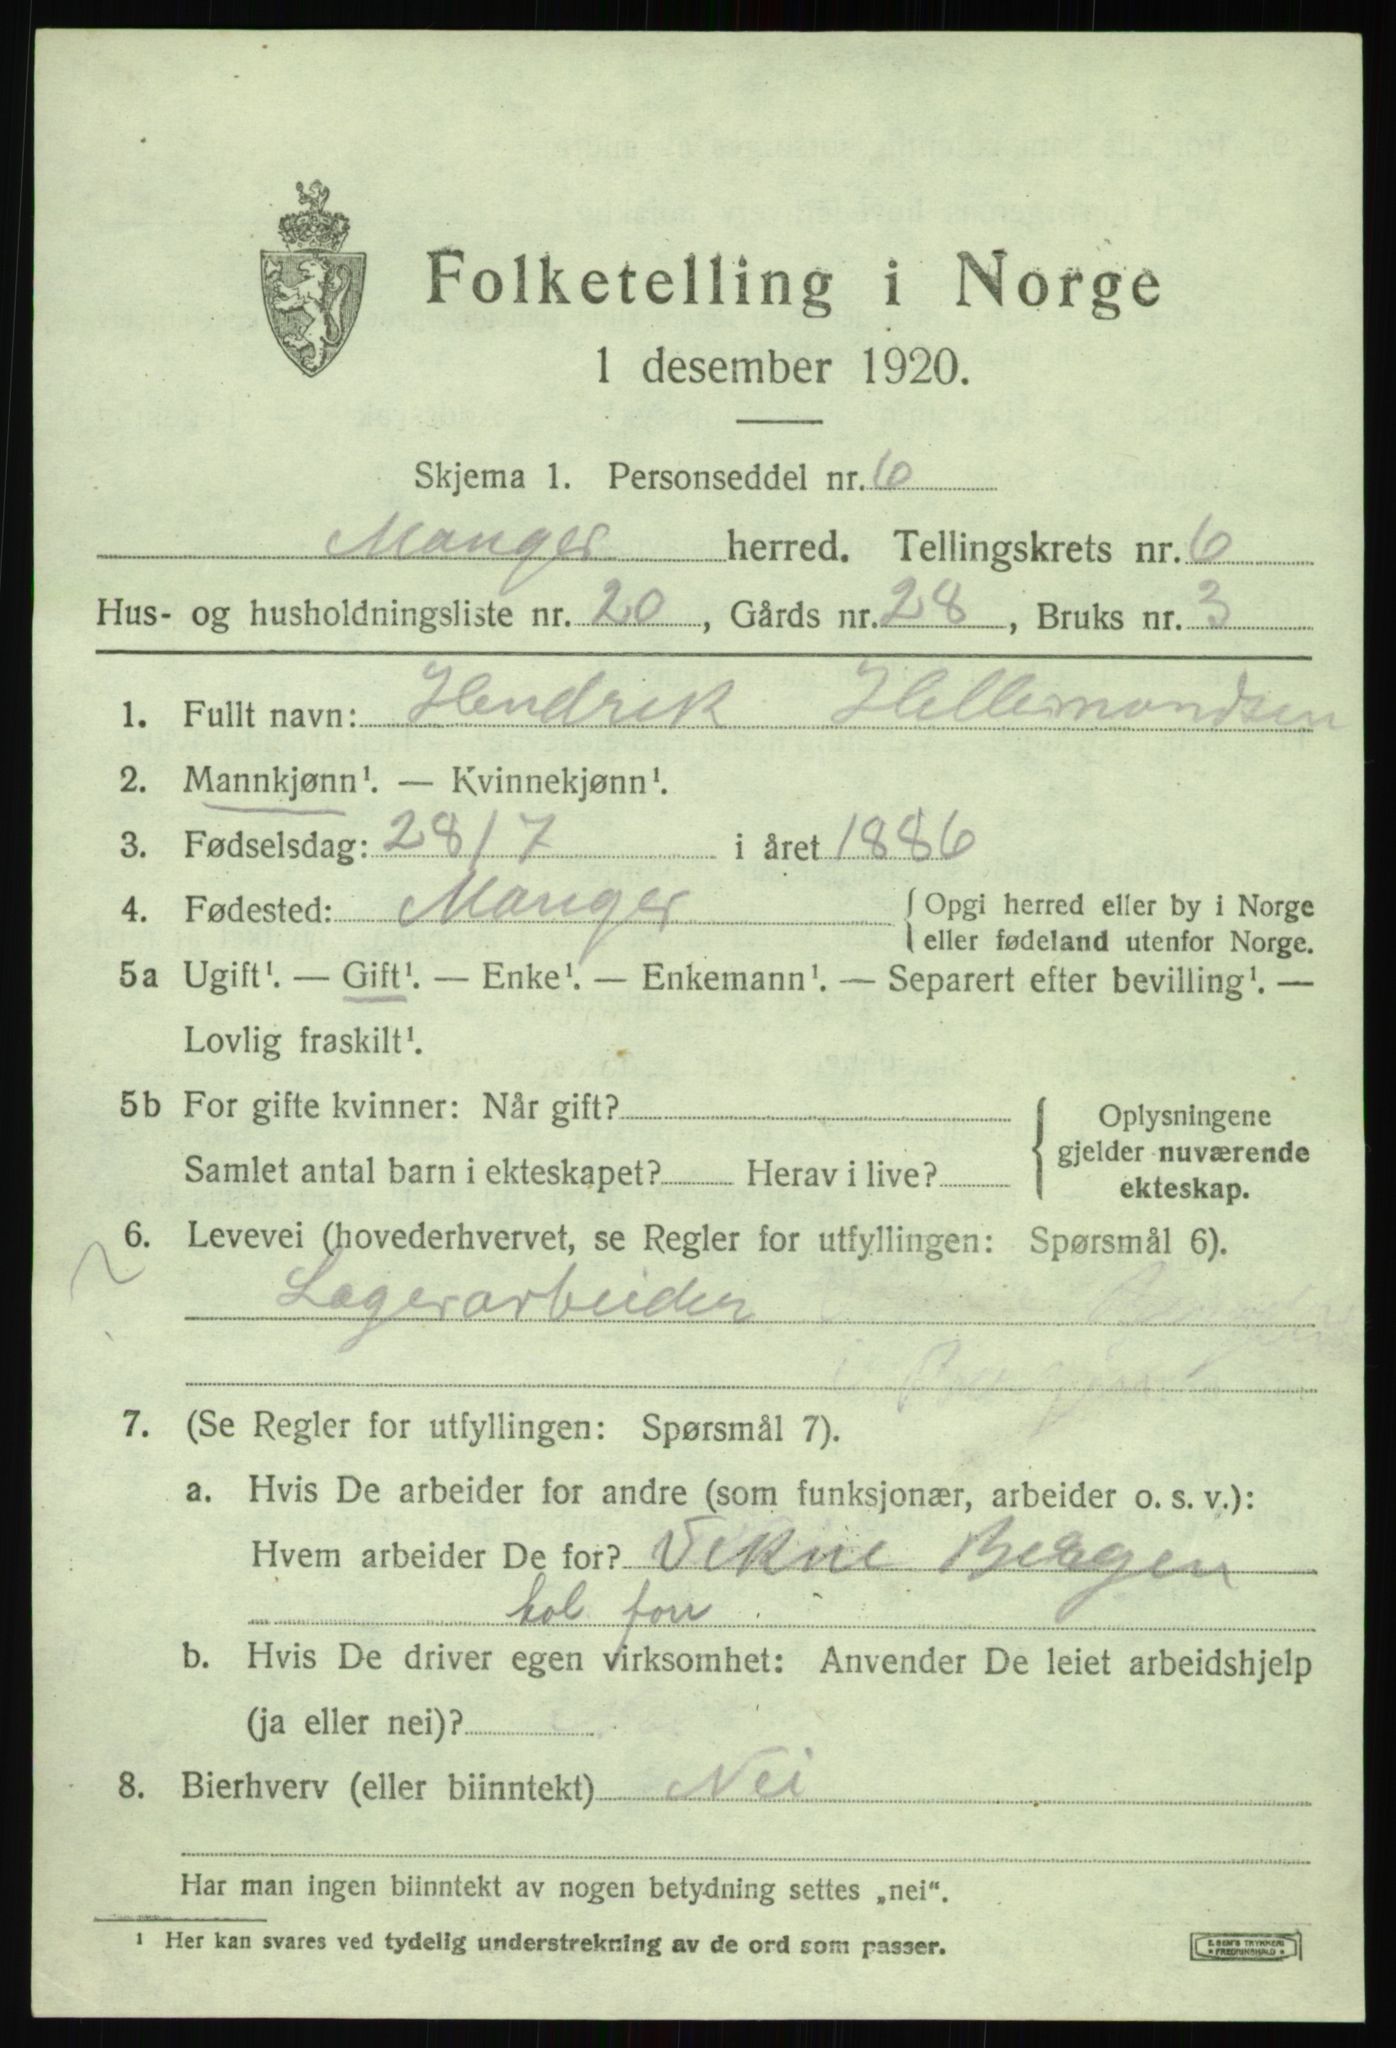 Folketelling i Norge
1 desember 1920.
Skjema 1. Personseddel nr. 6
Manger herred. Tellingskrets nr. 6
Hus- og husholdningsliste nr. 20, Gårds nr. 28, Bruks nr. 3
1. Fullt navn: Hendrik Hellemondsen
2. Mannkjønn¹. — Kvinnekjønn¹.
3. Fødselsdag: 28/7 i året 1886
4. Fødested: Manger { Opgi herred eller by i Norge
eller fødeland utenfor Norge.
5a Ugift¹. — Gift¹. — Enke¹. — Enkemann¹. — Separert efter bevilling¹. —
Lovlig fraskilt¹.
5b For gifte kvinner: Når gift? { Oplysningene
gjelder nuværende
Samlet antal barn i ekteskapet? Herav i live?
ekteskap.
6. Levevei (hovederhvervet, se Regler for utfyllingen: Spørsmål 6).
Lagerarbeider
7. (Se Regler for utfyllingen: Spørsmål 7).
a. Hvis De arbeider for andre (som funksjonær, arbeider o. s. v.):
Hvem arbeider De for? Vikne Bergen
kol forr
b. Hvis De driver egen virksomhet: Anvender De leiet arbeidshjelp
(ja eller nei)?
8. Bierhverv (eller biinntekt) Nei
Har man ingen biinntekt av nogen betydning settes „nei“.
¹ Her kan svares ved tydelig understrekning av de ord som passer.
E. SEM'S TRYKKERI
* FREDRIKSHALD *